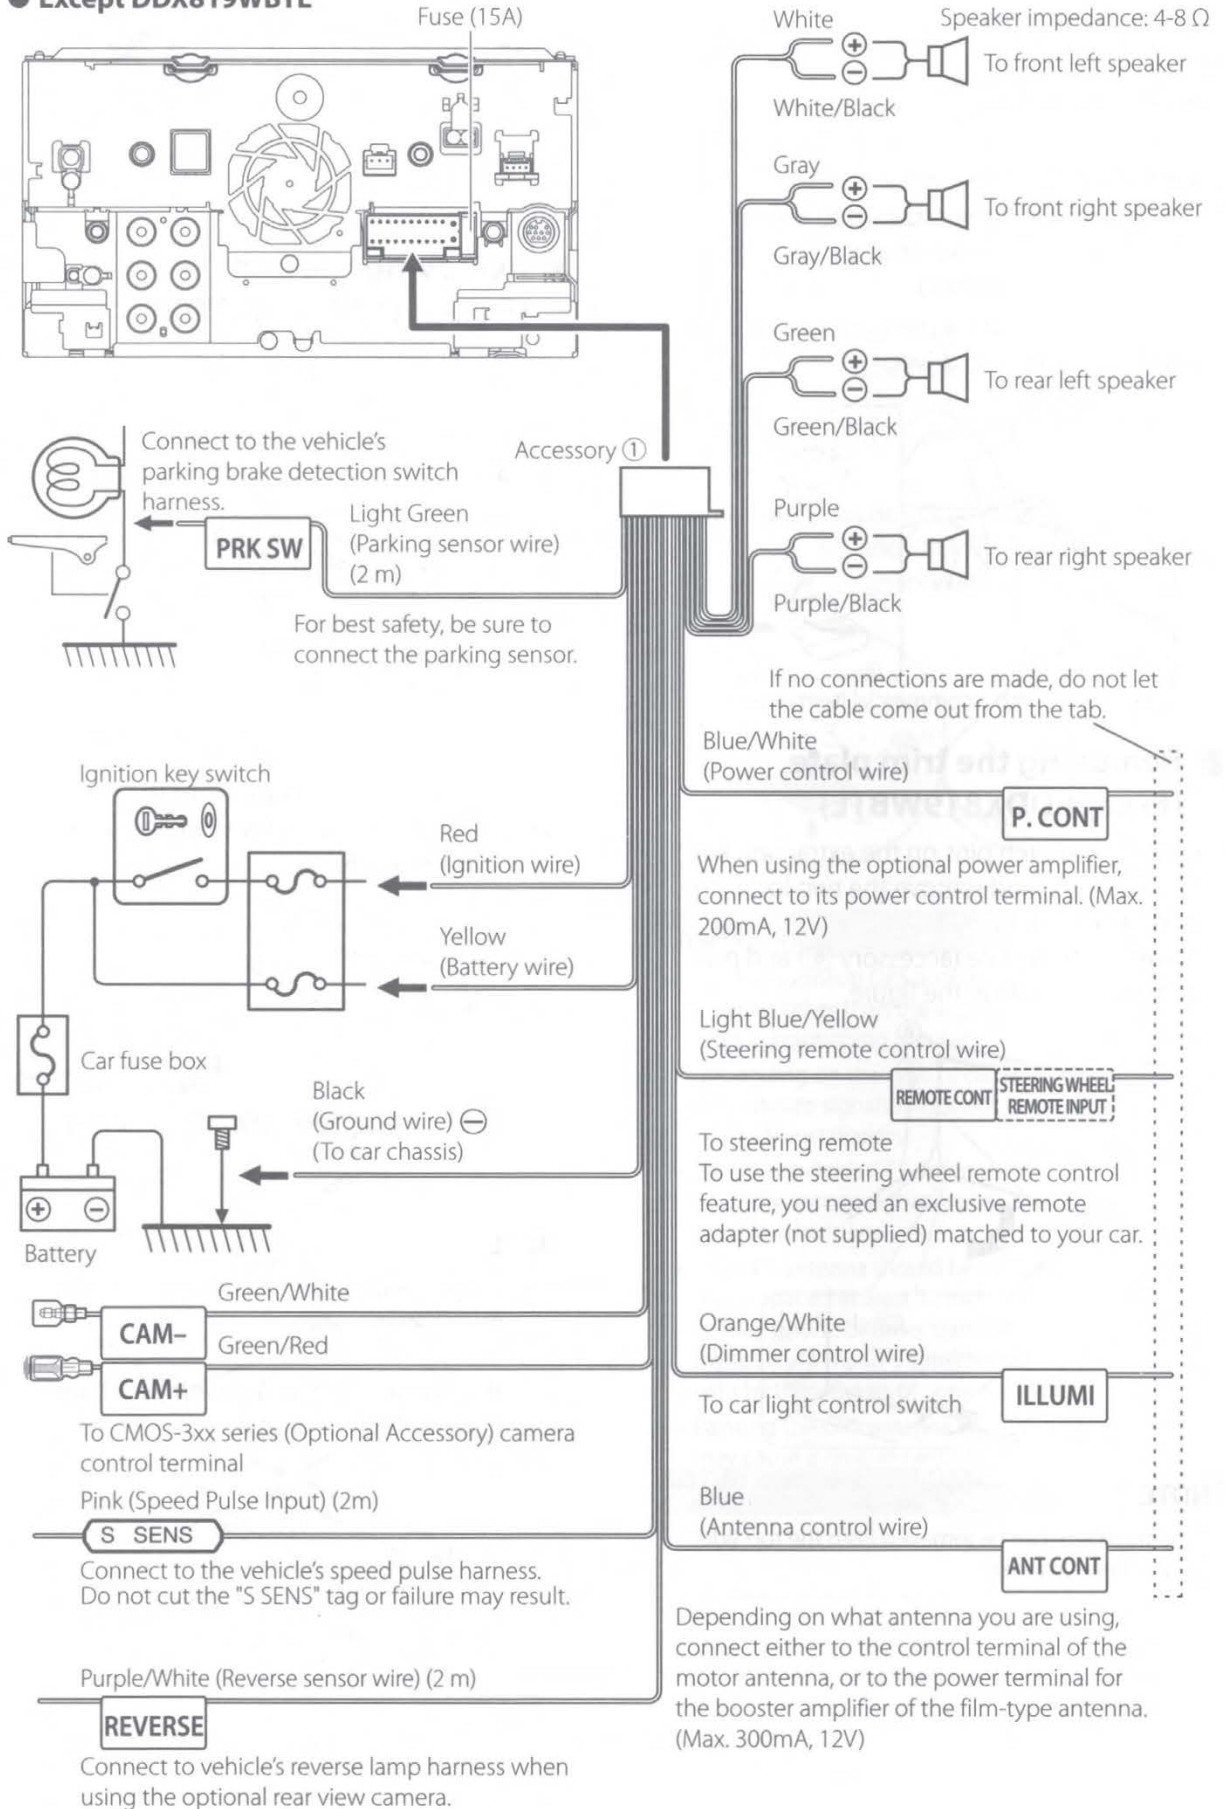 ● Except DDX819WBTL
Fuse (15A)
White
Speaker impedance: 4-8 Ω
To front left speaker
White/Black
Gray
To front right speaker
Gray/Black
Green
To rear left speaker
Green/Black
Purple
To rear right speaker
Purple/Black
Connect to the vehicle's
parking brake detection switch
harness.
Accessory ①
Light Green
(Parking sensor wire)
(2 m)
PRK SW
For best safety, be sure to
connect the parking sensor.
If no connections are made, do not let
the cable come out from the tab.
Blue/White
(Power control wire)
P. CONT
When using the optional power amplifier,
connect to its power control terminal. (Max.
200mA, 12V)
Ignition key switch
Red
(Ignition wire)
Yellow
(Battery wire)
Light Blue/Yellow
(Steering remote control wire)
REMOTE CONT
STEERING WHEEL
REMOTE INPUT
To steering remote
To use the steering wheel remote control
feature, you need an exclusive remote
adapter (not supplied) matched to your car.
Car fuse box
Black
(Ground wire) ⊖
(To car chassis)
Battery
Green/White
CAM–
Green/Red
CAM+
To CMOS-3xx series (Optional Accessory) camera
control terminal
Orange/White
(Dimmer control wire)
ILLUMI
To car light control switch
Pink (Speed Pulse Input) (2m)
S SENS
Connect to the vehicle's speed pulse harness.
Do not cut the "S SENS" tag or failure may result.
Blue
(Antenna control wire)
ANT CONT
Depending on what antenna you are using,
connect either to the control terminal of the
motor antenna, or to the power terminal for
the booster amplifier of the film-type antenna.
(Max. 300mA, 12V)
Purple/White (Reverse sensor wire) (2 m)
REVERSE
Connect to vehicle's reverse lamp harness when
using the optional rear view camera.